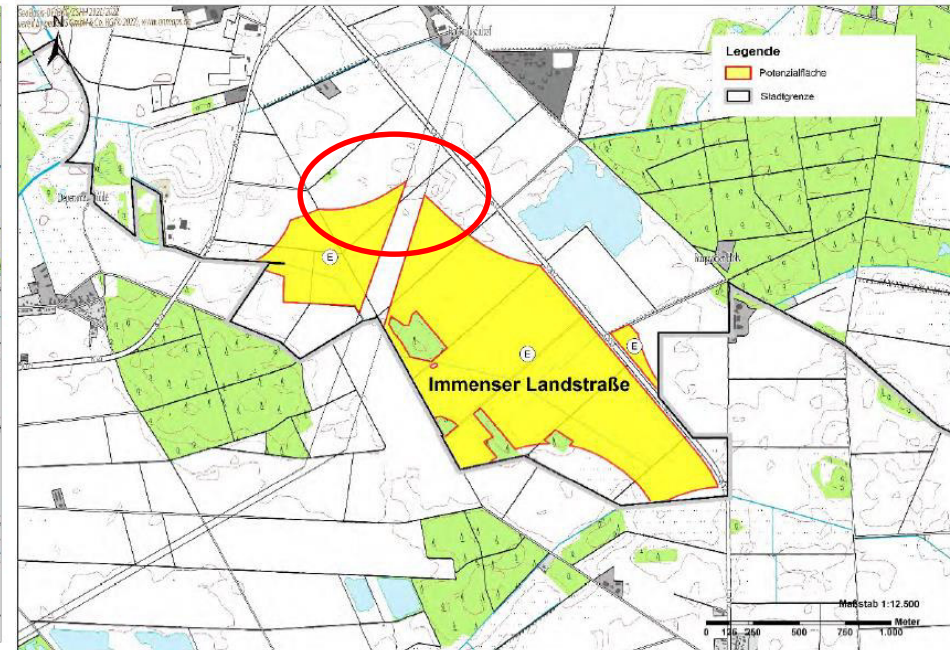 N
Legende
Potenzialfläche
Stadtgrenze
E
E
E
Immenser Landstraße
Maßstab 1:12.500
Meter
0 125 250 500 750 1.000